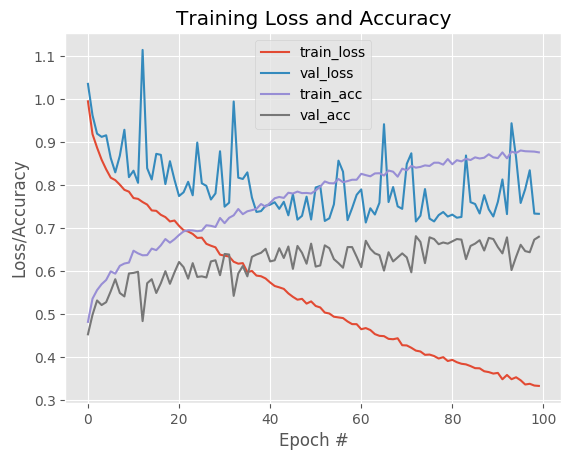 Training Loss and Accuracy
train_loss
val_loss
train_acc
val_acc
Loss/Accuracy
1.1
1.0
0.9
0.8
0.7
0.6
0.5
0.4
0.3
0 20 40 60 80 100
Epoch #